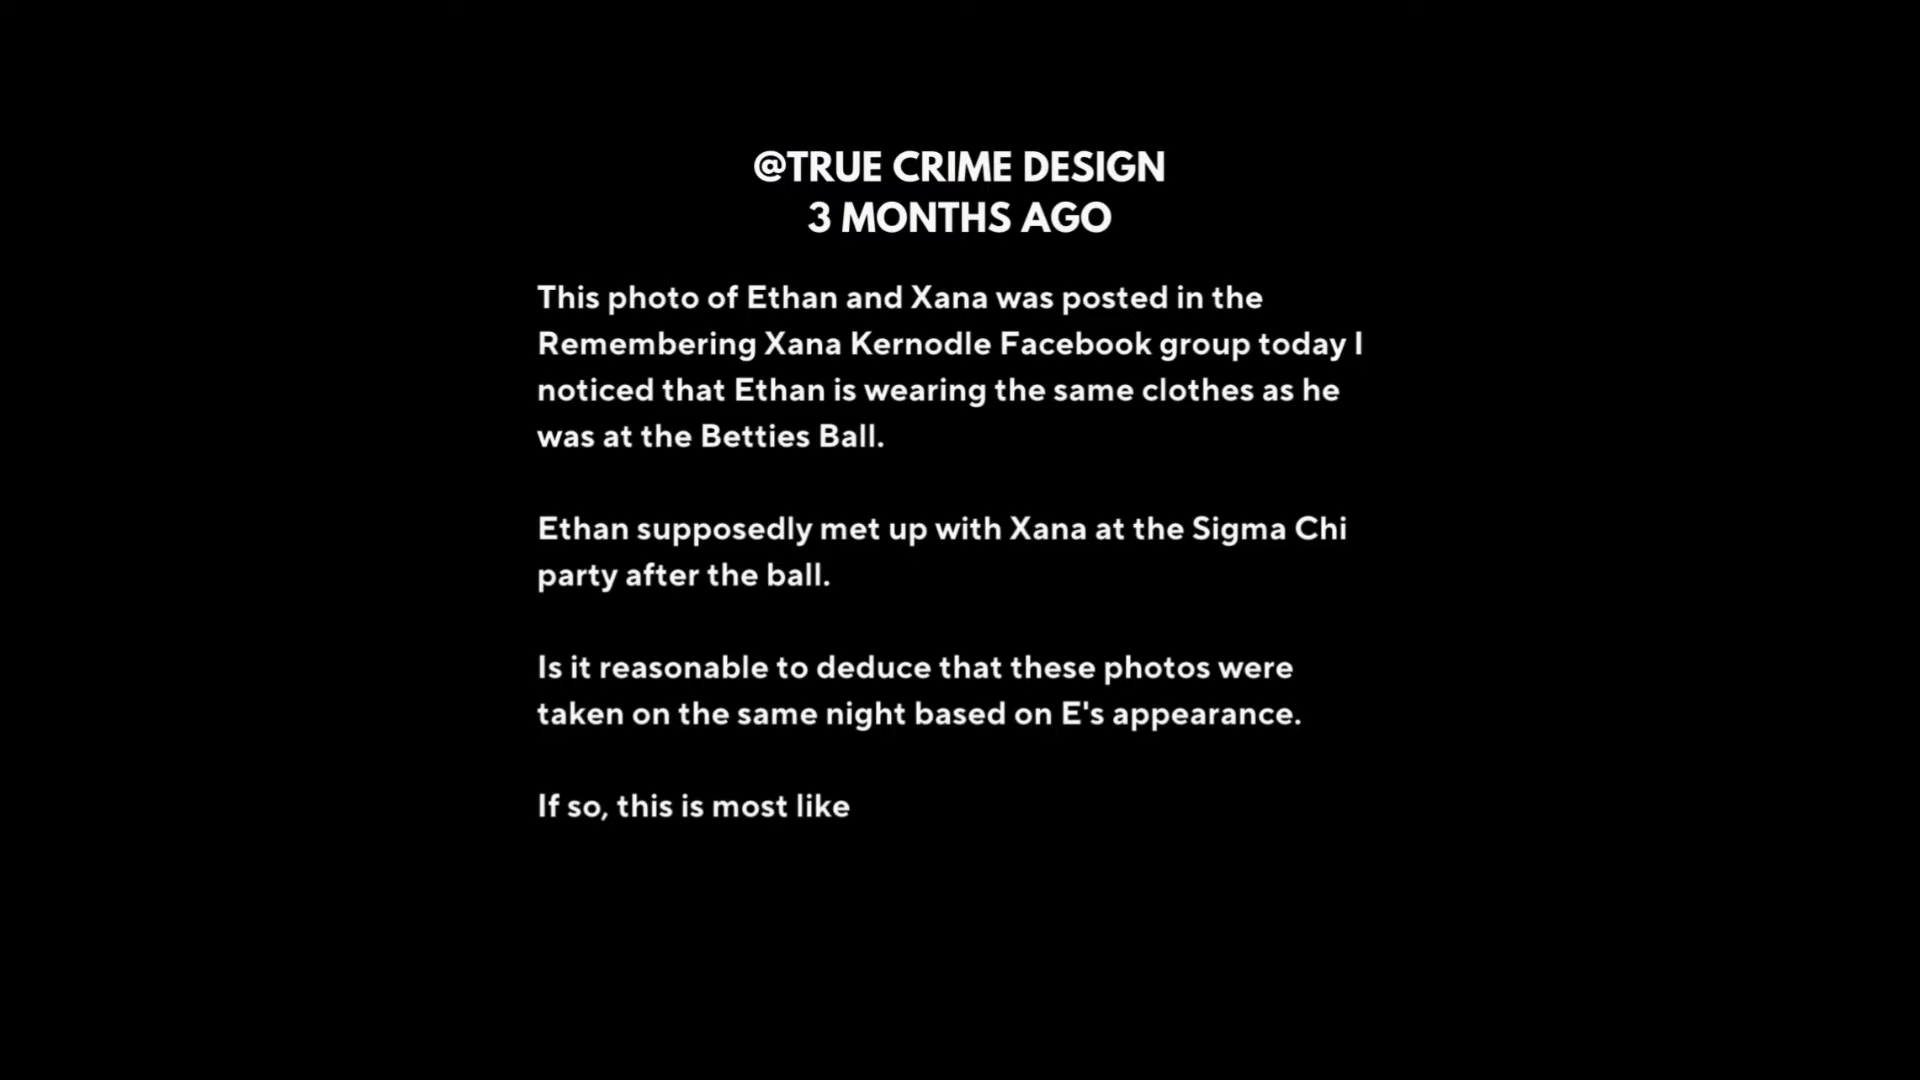 @TRUE CRIME DESIGN
3 MONTHS AGO
This photo of Ethan and Xana was posted in the
Remembering Xana Kernodle Facebook group today I
noticed that Ethan is wearing the same clothes as he
was at the Betties Ball.
Ethan supposedly met up with Xana at the Sigma Chi
party after the ball.
Is it reasonable to deduce that these photos were
taken on the same night based on E's appearance.
If so, this is most like